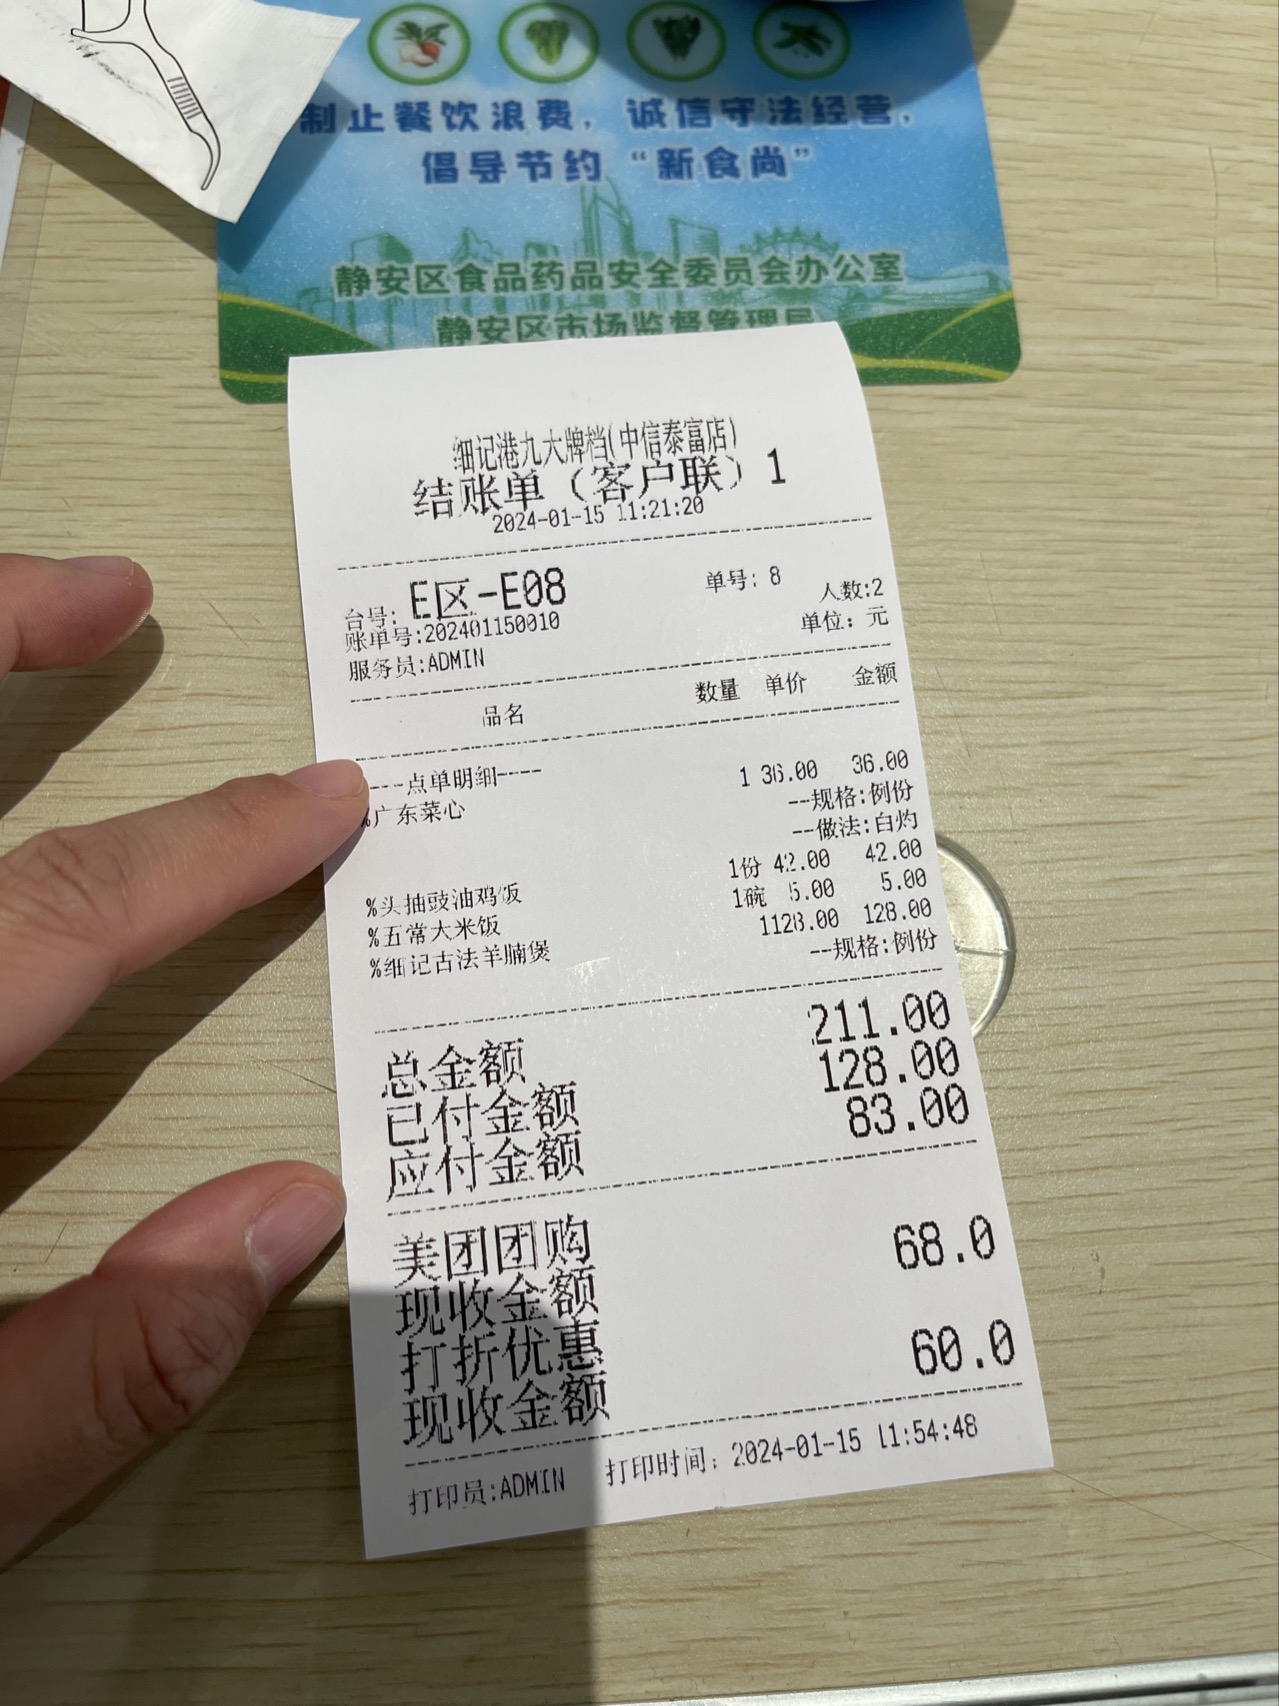 制止餐饮浪费，诚信守法经营，
倡导节约“新食尚”
静安区食品药品安全委员会办公室
静安区市场监督管理局
细记港九大牌档(中信泰富店)
结账单（客户联）1
2024-01-15 11:21:20
台号: E区-E08 单号: 8
账单号:202401150010 人数:2
服务员:ADMIN 单位: 元
品名 数量 单价 金额
----点单明细----
%广东菜心 1 36.00 36.00
--规格:例份
--做法:白灼
%头抽豉油鸡饭 1份 42.00 42.00
%五常大米饭 1碗 5.00 5.00
%细记古法羊腩煲 1128.00 128.00
--规格:例份
总金额 211.00
已付金额 128.00
应付金额 83.00
美团团购
现收金额 68.0
打折优惠
现收金额 60.0
打印员:ADMIN 打印时间: 2024-01-15 11:54:48